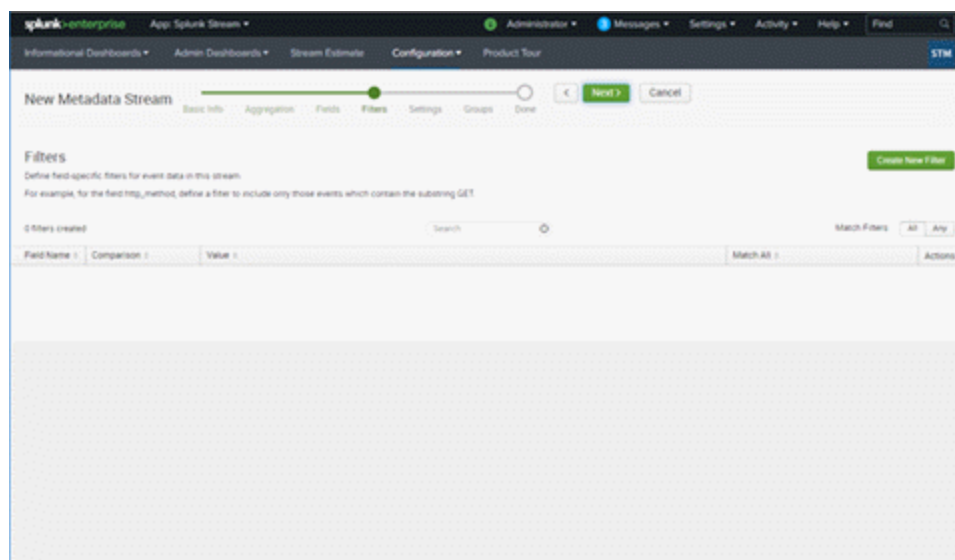 splunk>enterprise App: Splunk Stream Administrator 3 Messages Settings Activity Help Find
Informational Dashboards Admin Dashboards Stream Estimate Configuration Product Tour STM
New Metadata Stream < Next > Cancel
Basic Info Aggregation Fields Filters Settings Groups Done
Filters Create New Filter
Define field-specific filters for event data in this stream.
For example, for the field http_method, define a filter to include only those events which contain the substring GET.
0 filters created Search Match Filters All Any
Field Name Comparison Value Match All Actions